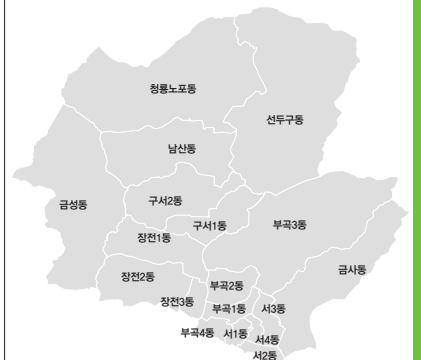 청룡노포동
선두구동
남산동
구서2동
금성동
구서1동
부곡3동
장전1동
금사동
장전2동
부곡2동
장전3동
부곡1동
서3동
부곡4동
서1동
서4동
서2동